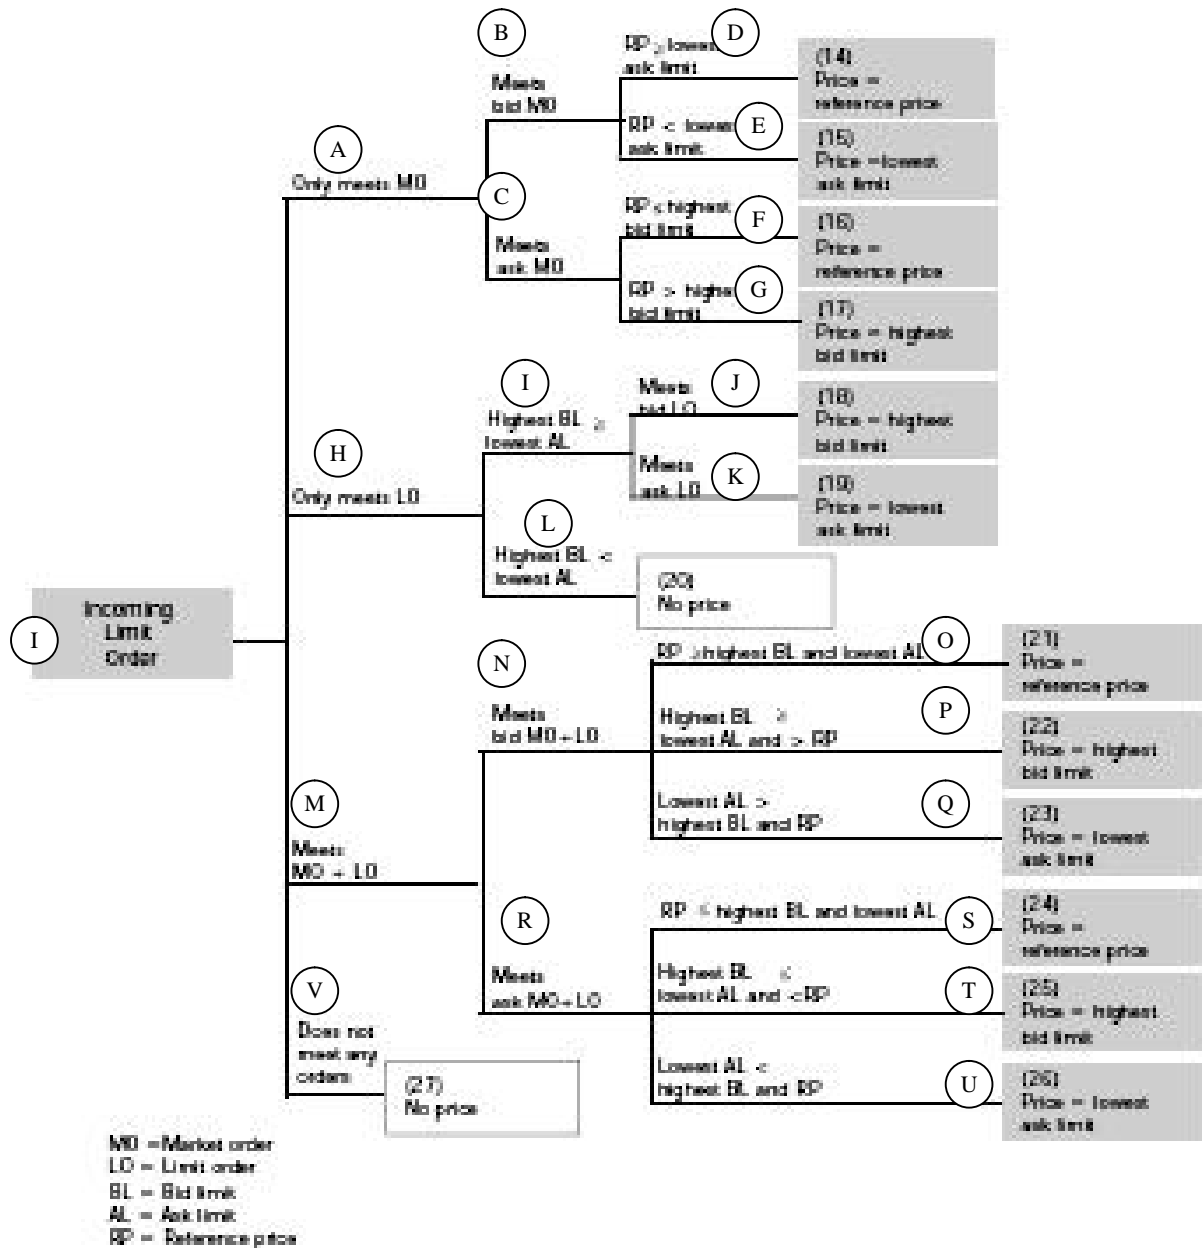 B
D
RP ≥ lowest
ask limit
(14)
Price =
reference price
Meets
bid MO
E
RP < lowest
ask limit
(15)
Price =lowest
ask limit
A
Only meets MO
C
F
RP ≤ highest
bid limit
(16)
Price =
reference price
Meets
ask MO
G
RP > highest
bid limit
(17)
Price = highest
bid limit
I
J
Meets
bid LO
(18)
Price = highest
bid limit
Highest BL ≥
lowest AL
H
Only meets LO
K
Meets
ask LO
(19)
Price = lowest
ask limit
L
Highest BL <
lowest AL
(20)
No price
I
Incoming
Limit
Order
N
O
RP ≥ highest BL and lowest AL
(21)
Price =
reference price
Meets
bid MO+LO
P
Highest BL ≥
lowest AL and > RP
(22)
Price = highest
bid limit
M
Meets
MO + LO
Q
Lowest AL >
highest BL and RP
(23)
Price = lowest
ask limit
R
S
RP ≤ highest BL and lowest AL
(24)
Price =
reference price
Meets
ask MO+LO
T
Highest BL ≤
lowest AL and <RP
(25)
Price = highest
bid limit
V
Does not
meet any
orders
(27)
No price
U
Lowest AL <
highest BL and RP
(26)
Price = lowest
ask limit
MO =Market order
LO = Limit order
BL = Bid limit
AL = Ask limit
RP = Reference price